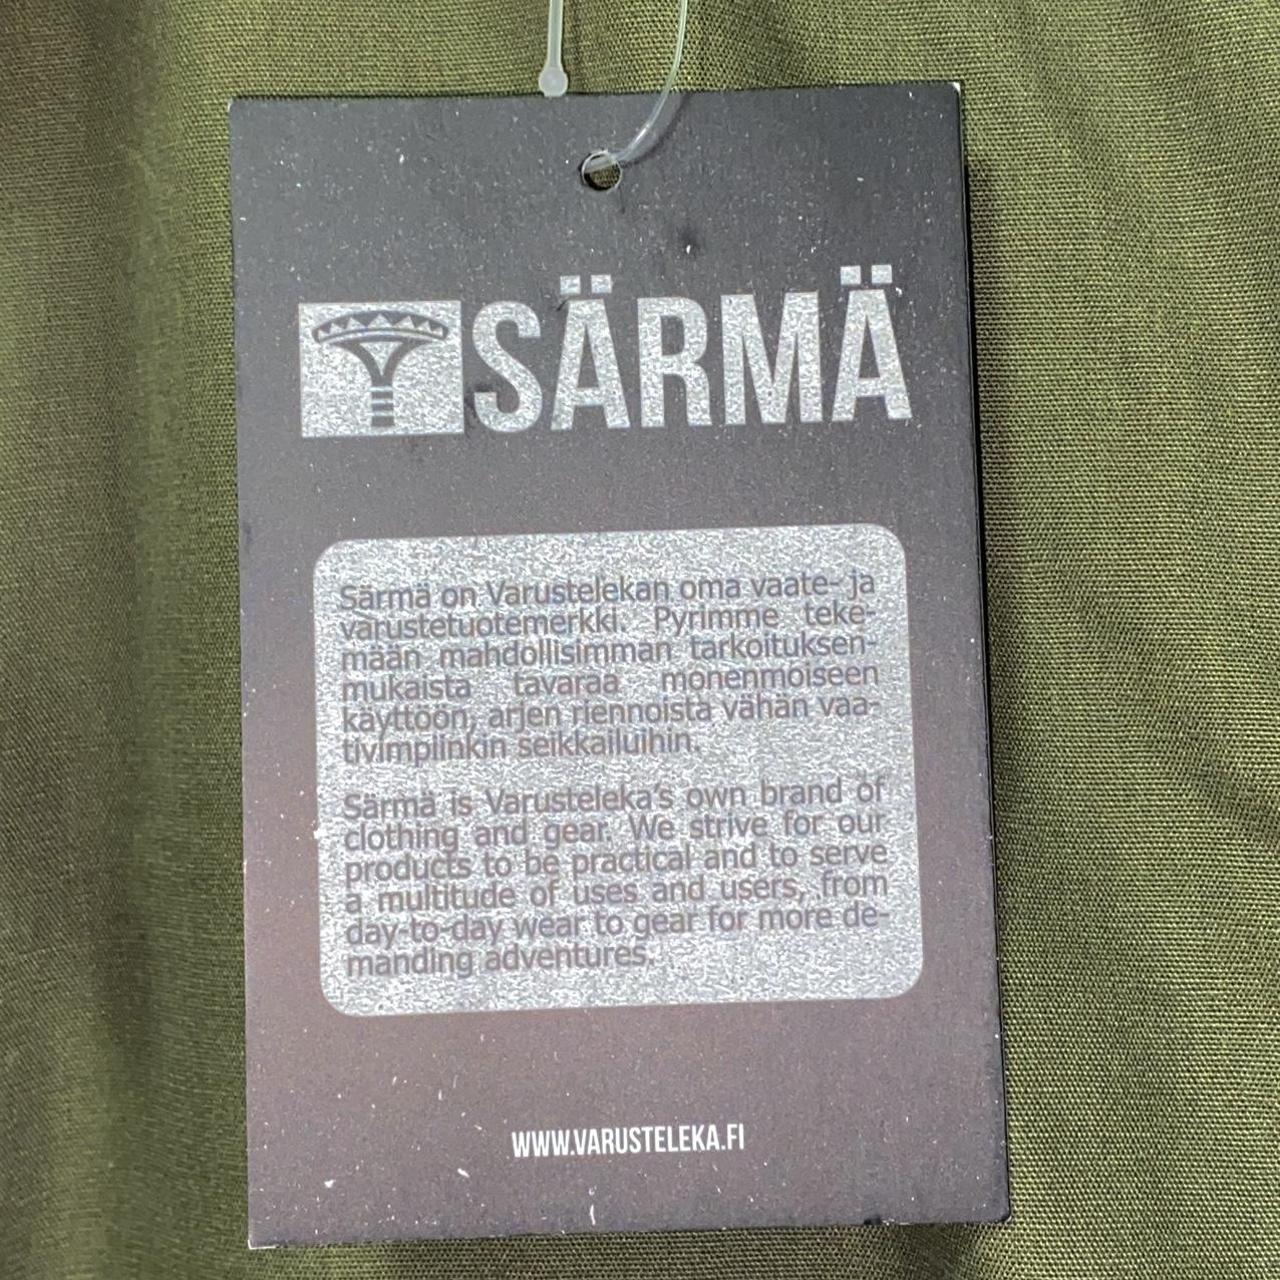 SÄRMÄ
Särmä on Varustelekan oma vaate- ja
varustetuotemerkki. Pyrimme teke-
mään mahdollisimman tarkoituksen-
mukaista tavaraa monenmoiseen
käyttöön, arjen riennoista vähän vaa-
tivimpiinkin seikkailuihin.
Särmä is Varusteleka's own brand of
clothing and gear. We strive for our
products to be practical and to serve
a multitude of uses and users, from
day-to-day wear to gear for more de-
manding adventures.
WWW.VARUSTELEKA.FI